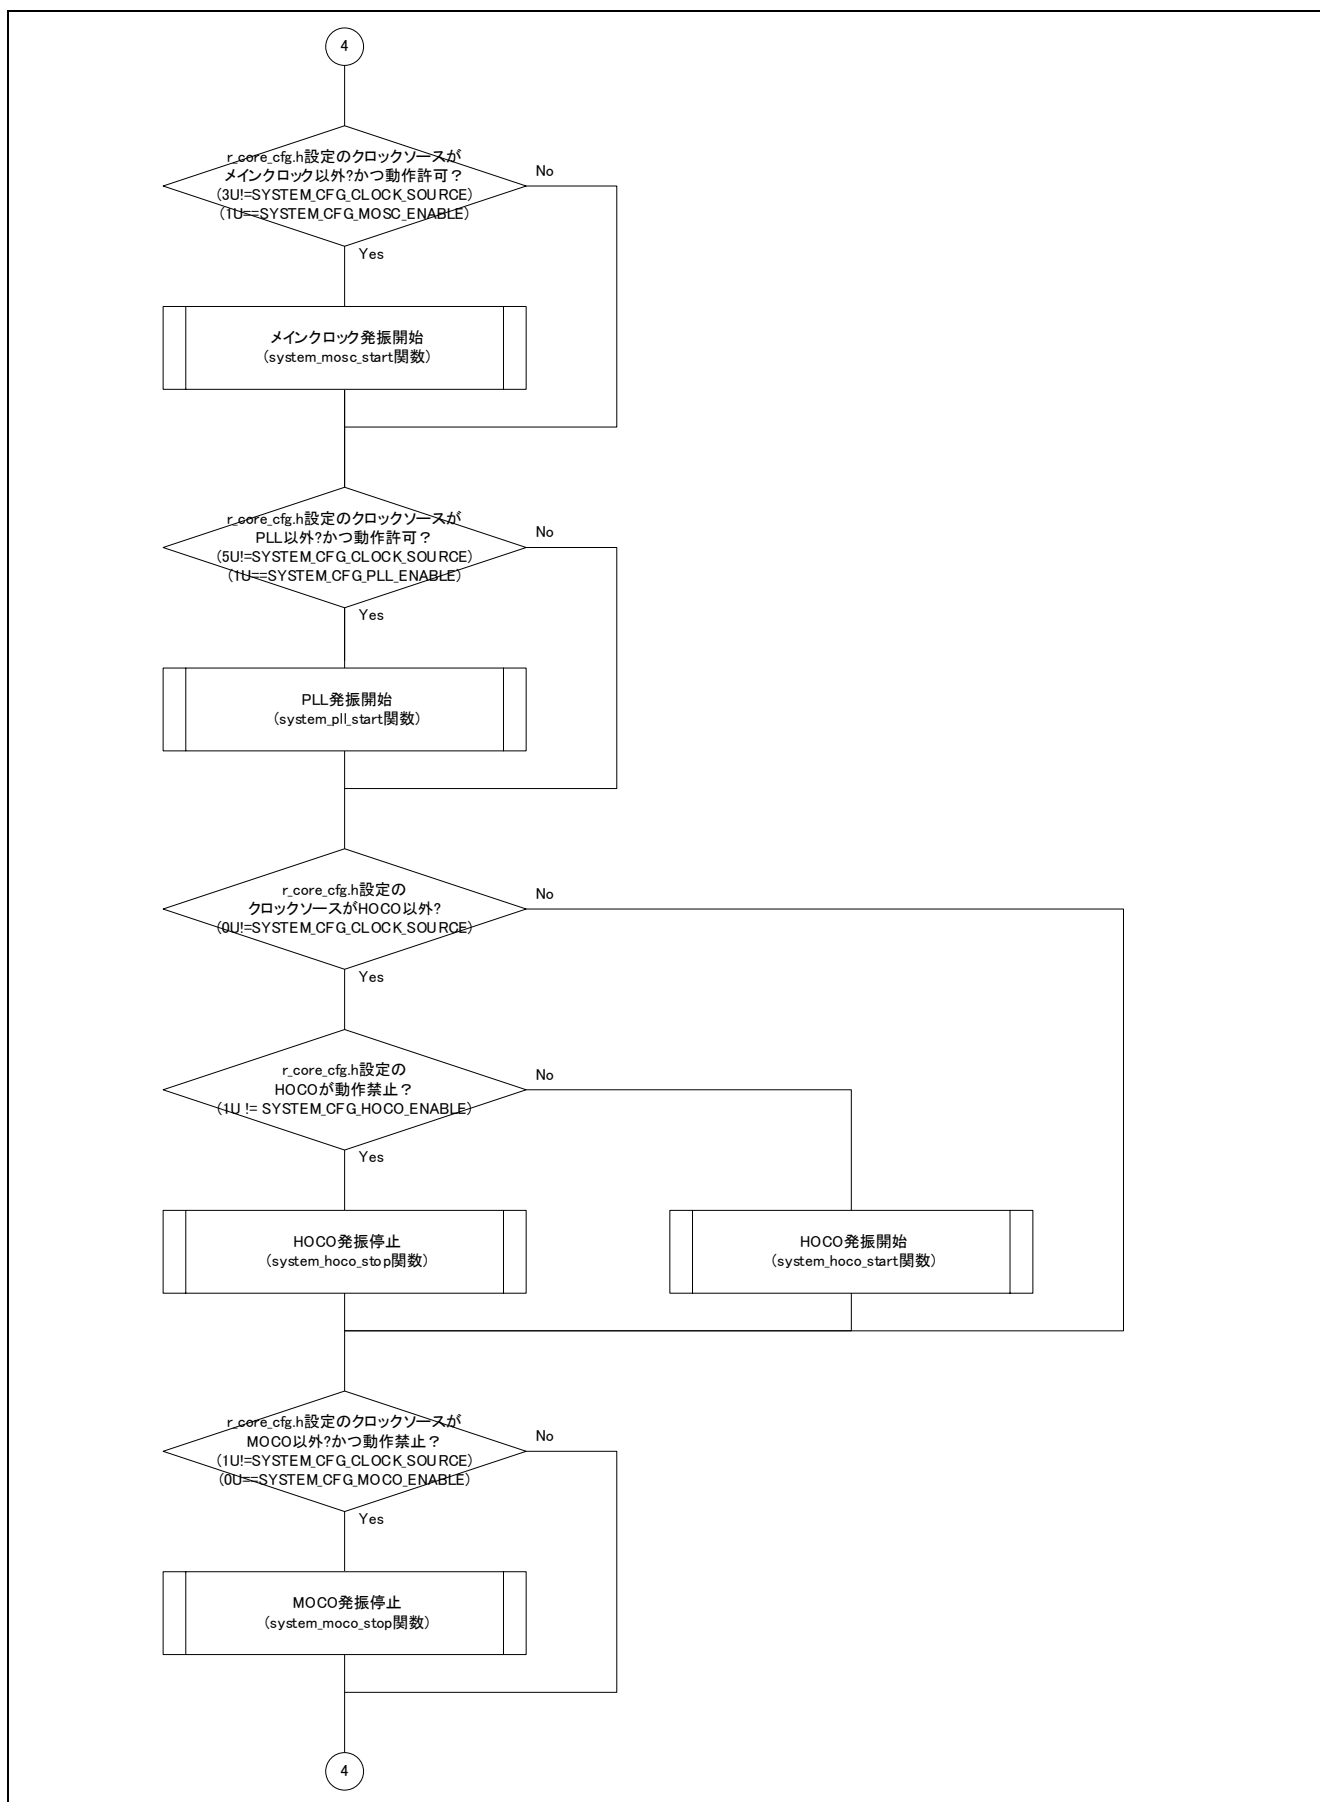 4
r_core_cfg.h設定のクロックソースが
メインクロック以外?かつ動作許可？
(3U!=SYSTEM_CFG_CLOCK_SOURCE)
(1U==SYSTEM_CFG_MOSC_ENABLE)
No
Yes
メインクロック発振開始
(system_mosc_start関数)
r_core_cfg.h設定のクロックソースが
PLL以外?かつ動作許可？
(5U!=SYSTEM_CFG_CLOCK_SOURCE)
(1U==SYSTEM_CFG_PLL_ENABLE)
No
Yes
PLL発振開始
(system_pll_start関数)
r_core_cfg.h設定の
クロックソースがHOCO以外?
(0U!=SYSTEM_CFG_CLOCK_SOURCE)
No
Yes
r_core_cfg.h設定の
HOCOが動作禁止？
(1U != SYSTEM_CFG_HOCO_ENABLE)
No
Yes
HOCO発振停止
(system_hoco_stop関数)
HOCO発振開始
(system_hoco_start関数)
r_core_cfg.h設定のクロックソースが
MOCO以外?かつ動作禁止？
(1U!=SYSTEM_CFG_CLOCK_SOURCE)
(0U==SYSTEM_CFG_MOCO_ENABLE)
No
Yes
MOCO発振停止
(system_moco_stop関数)
4